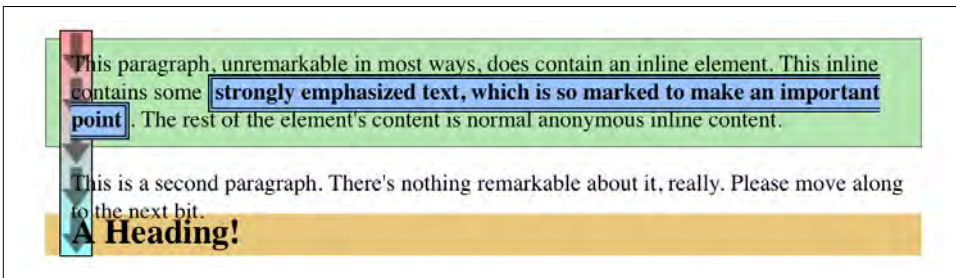 This paragraph, unremarkable in most ways, does contain an inline element. This inline
contains some strongly emphasized text, which is so marked to make an important
point. The rest of the element's content is normal anonymous inline content.
This is a second paragraph. There's nothing remarkable about it, really. Please move along
to the next bit.
A Heading!